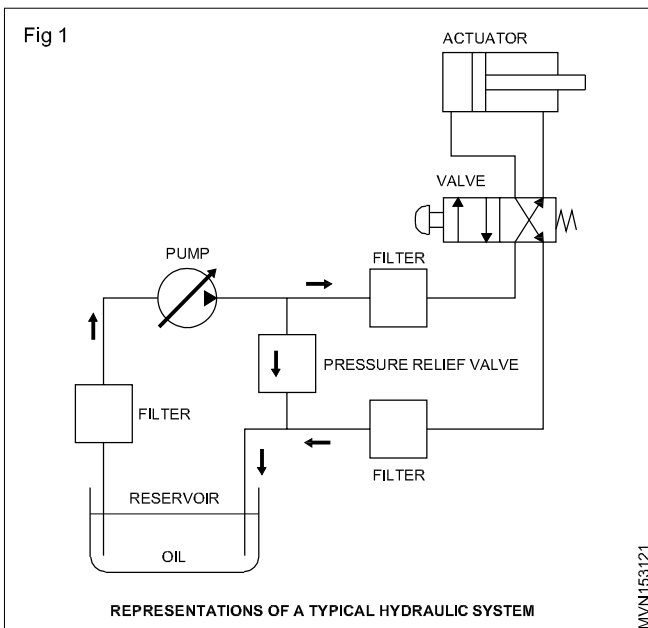 Fig 1
ACTUATOR
VALVE
PUMP
FILTER
PRESSURE RELIEF VALVE
FILTER
FILTER
RESERVOIR
OIL
REPRESENTATIONS OF A TYPICAL HYDRAULIC SYSTEM
MVN153121